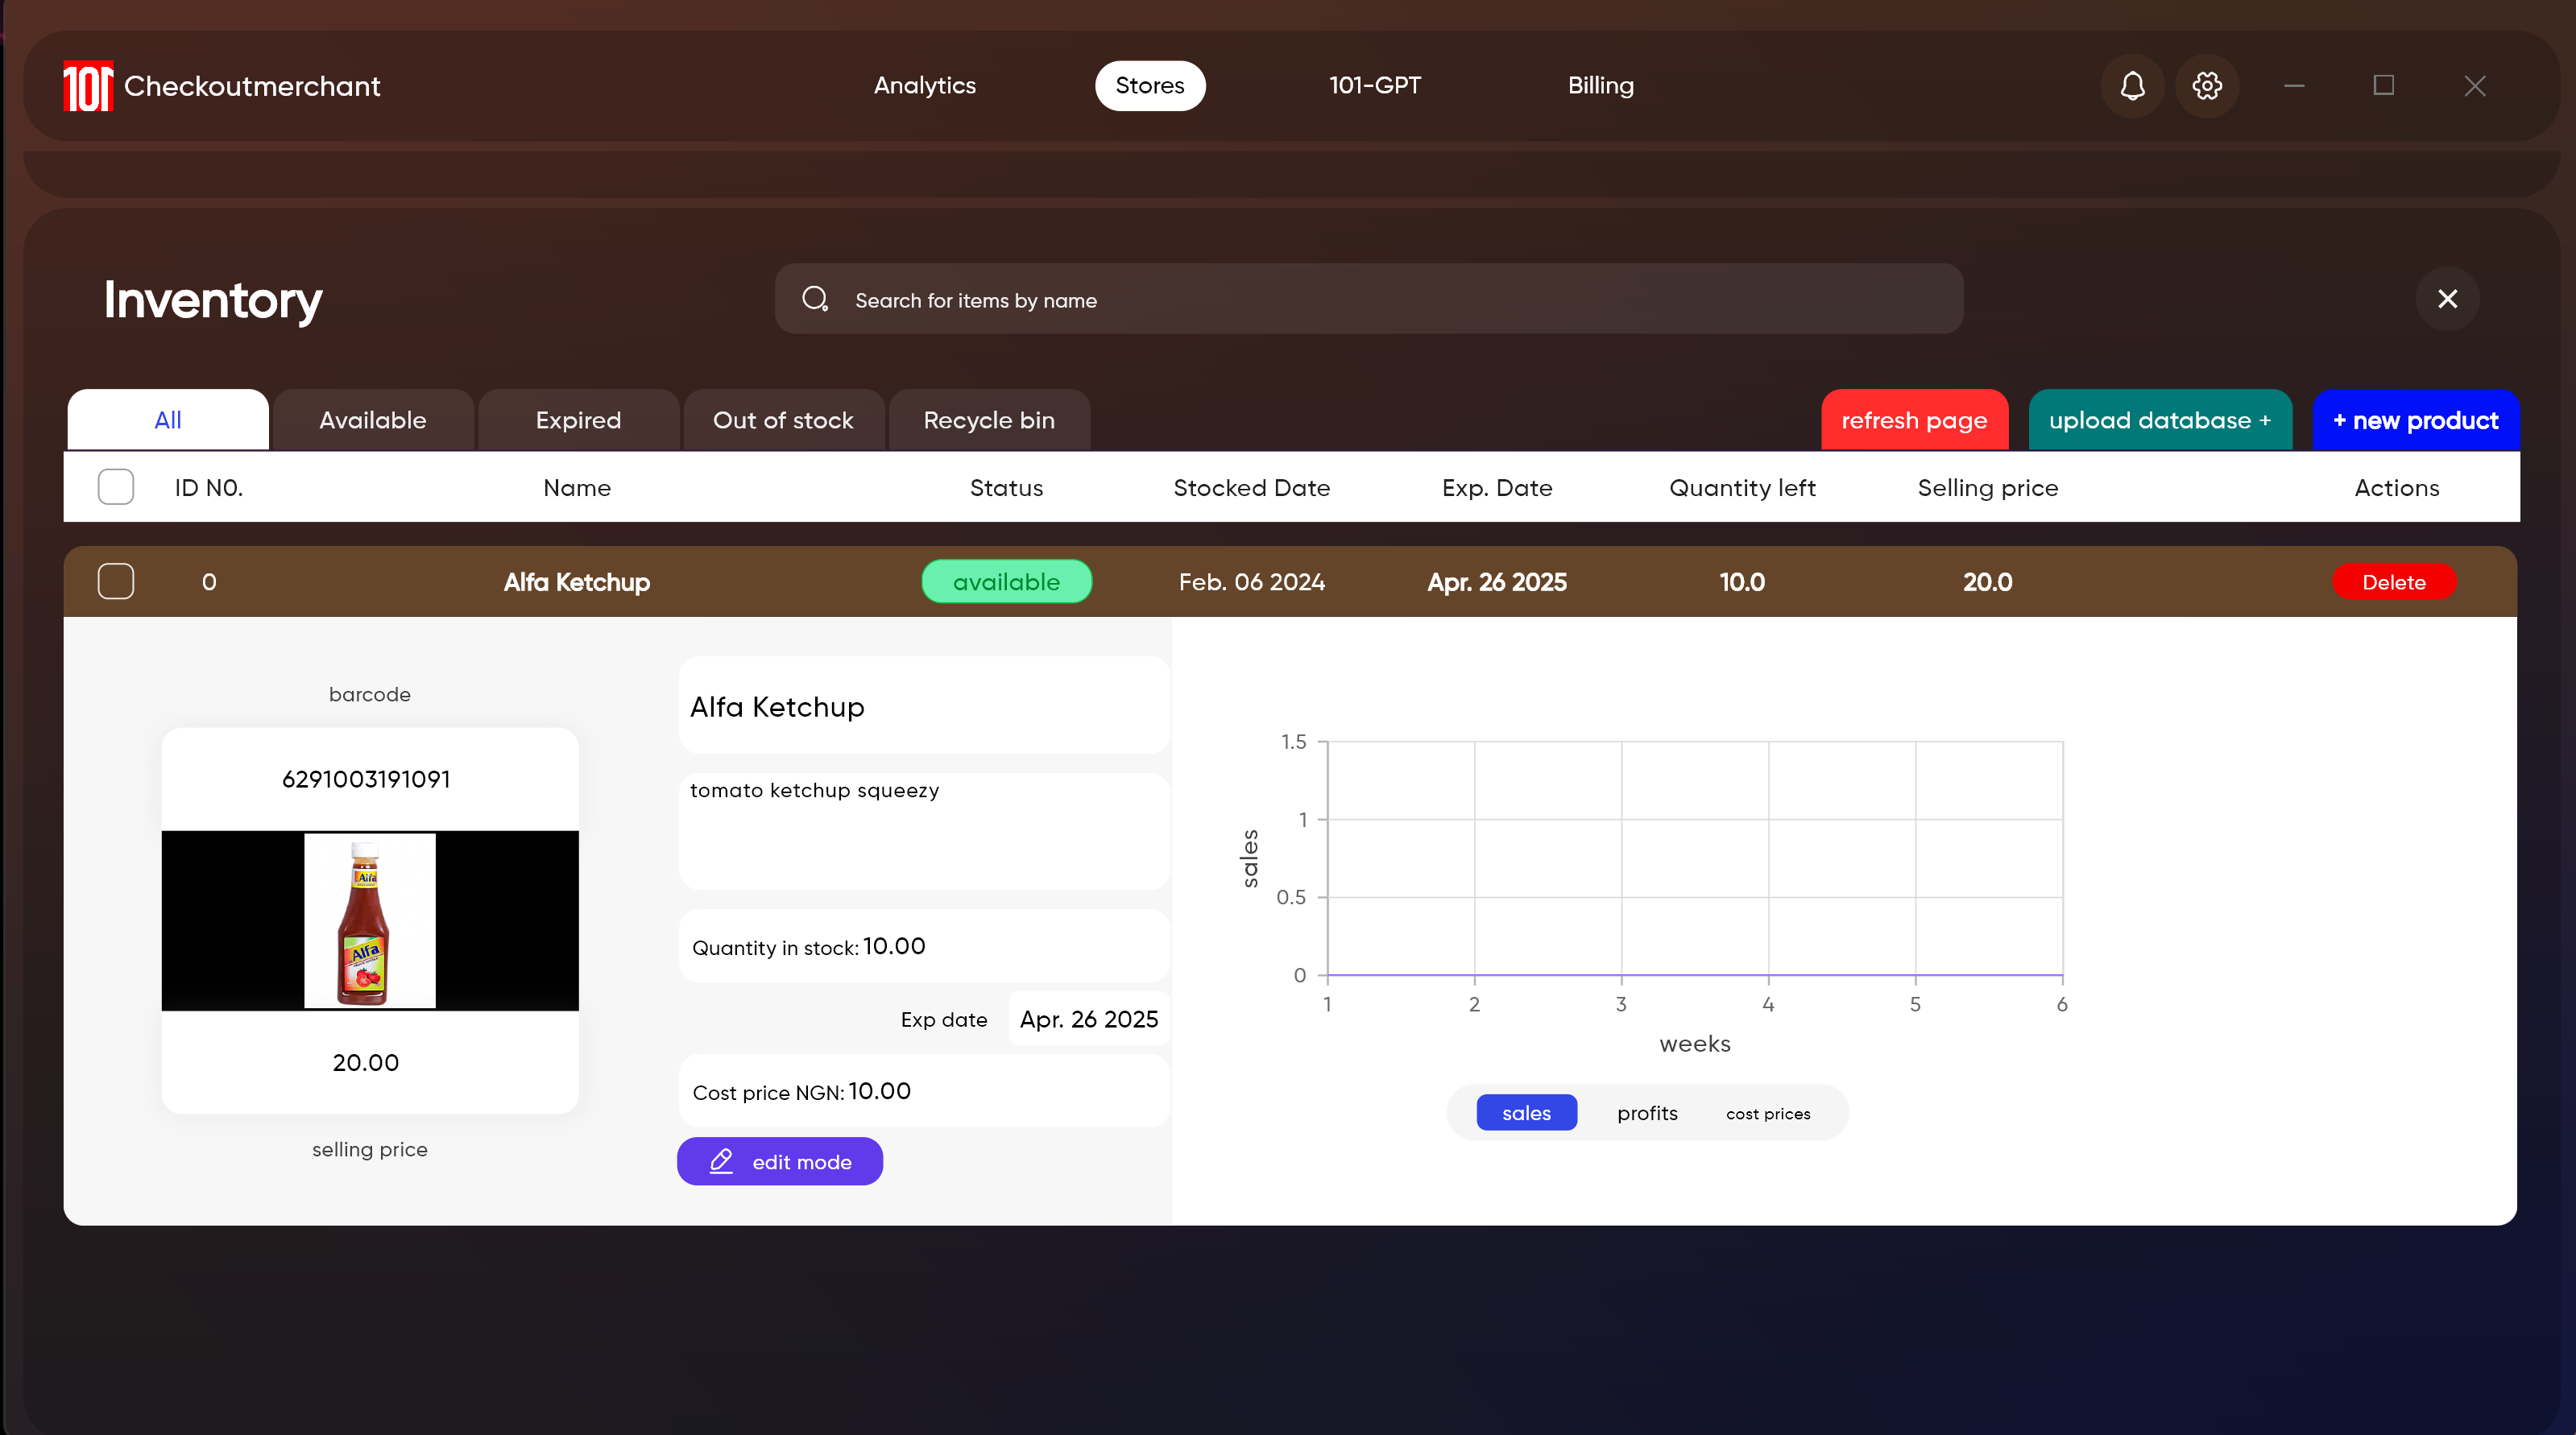 101 Checkoutmerchant
Analytics
Stores
101-GPT
Billing
Inventory
Search for items by name
All
Available
Expired
Out of stock
Recycle bin
refresh page
upload database +
+ new product
ID N0.
Name
Status
Stocked Date
Exp. Date
Quantity left
Selling price
Actions
0
Alfa Ketchup
available
Feb. 06 2024
Apr. 26 2025
10.0
20.0
Delete
barcode
6291003191091
Alfa
Alfa
20.00
selling price
Alfa Ketchup
tomato ketchup squeezy
Quantity in stock: 10.00
Exp date Apr. 26 2025
Cost price NGN: 10.00
edit mode
sales
1.5
1
0.5
0
1 2 3 4 5 6
weeks
sales
profits
cost prices